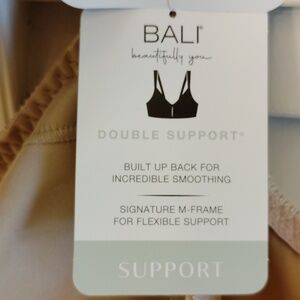 BALI®
beautifully you.
DOUBLE SUPPORT®
BUILT UP BACK FOR
INCREDIBLE SMOOTHING
SIGNATURE M-FRAME
FOR FLEXIBLE SUPPORT
SUPPORT